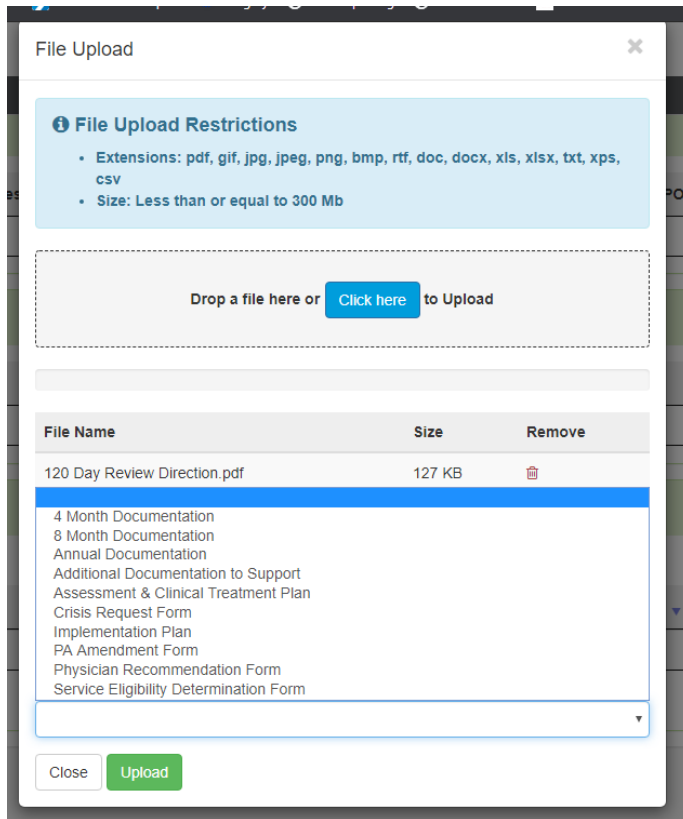 File Upload
File Upload Restrictions
Extensions: pdf, gif, jpg, jpeg, png, bmp, rtf, doc, docx, xls, xlsx, txt, xps,
csv
Size: Less than or equal to 300 Mb
Drop a file here or Click here to Upload
File Name Size Remove
120 Day Review Direction.pdf 127 KB
4 Month Documentation
8 Month Documentation
Annual Documentation
Additional Documentation to Support
Assessment & Clinical Treatment Plan
Crisis Request Form
Implementation Plan
PA Amendment Form
Physician Recommendation Form
Service Eligibility Determination Form
Close Upload